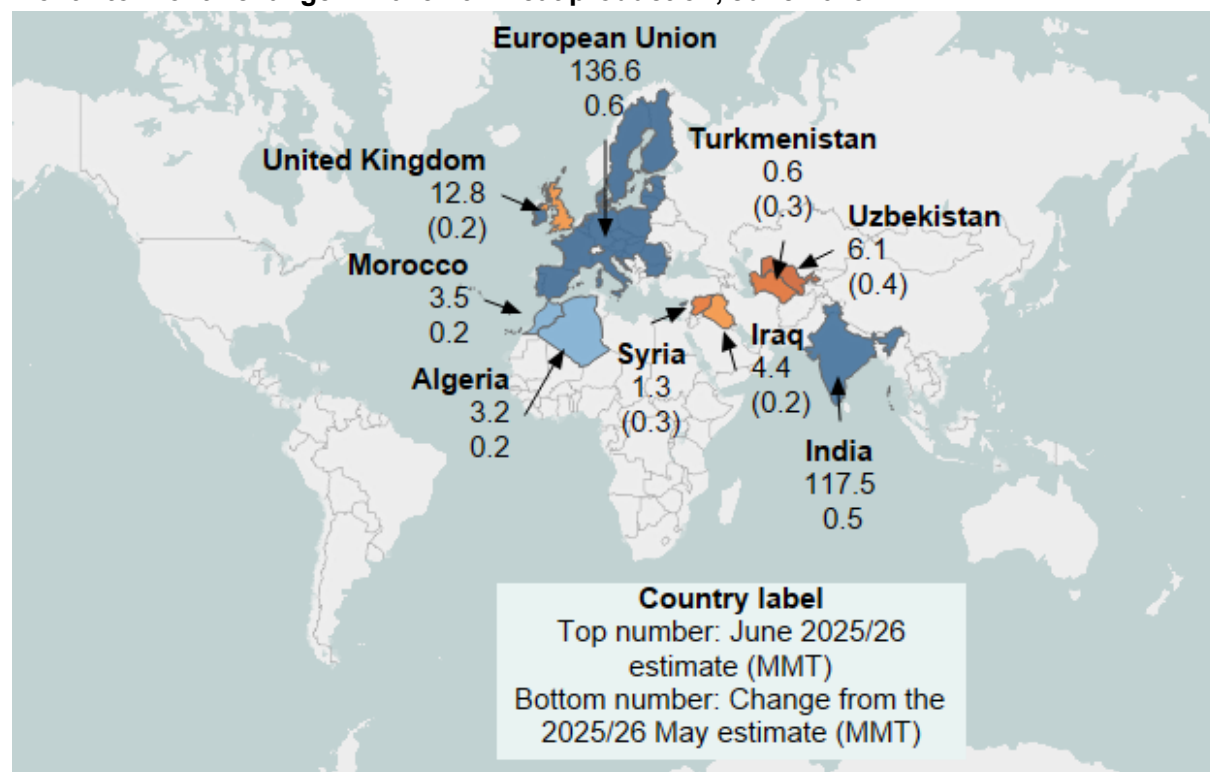 European Union
136.6
0.6
Turkmenistan
0.6
(0.3)
United Kingdom
12.8
(0.2)
Uzbekistan
6.1
(0.4)
Morocco
3.5
0.2
Syria
1.3
(0.3)
Iraq
4.4
(0.2)
Algeria
3.2
0.2
India
117.5
0.5
Country label
Top number: June 2025/26
estimate (MMT)
Bottom number: Change from the
2025/26 May estimate (MMT)